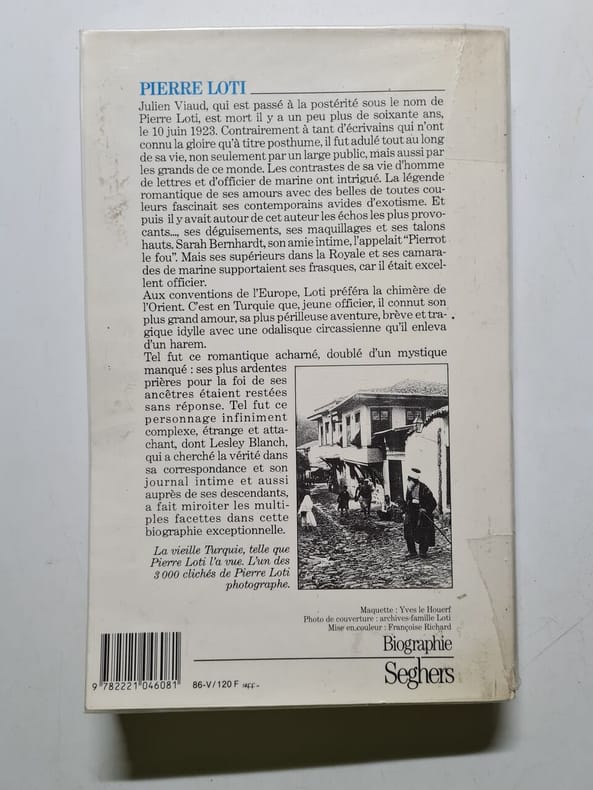 PIERRE LOTI
Julien Viaud, qui est passé à la postérité sous le nom de
Pierre Loti, est mort il y a un peu plus de soixante ans,
le 10 juin 1923. Contrairement à tant d'écrivains qui n'ont
connu la gloire qu'à titre posthume, il fut adulé tout au long
de sa vie, non seulement par un large public, mais aussi par
les grands de ce monde. Les contrastes de sa vie d'homme
de lettres et d'officier de marine ont intrigué. La légende
romantique de ses amours avec des belles de toutes cou-
leurs fascinait ses contemporains avides d'exotisme. Et
puis il y avait autour de cet auteur les échos les plus provo-
cants..., ses déguisements, ses maquillages et ses talons
hauts. Sarah Bernhardt, son amie intime, l'appelait "Pierrot
le fou". Mais ses supérieurs dans la Royale et ses camara-
des de marine supportaient ses frasques, car il était excel-
lent officier.
Aux conventions de l'Europe, Loti préféra la chimère de
l'Orient. C'est en Turquie que, jeune officier, il connut son
plus grand amour, sa plus périlleuse aventure, brève et tra-
gique idylle avec une odalisque circassienne qu'il enleva
d'un harem.
Tel fut ce romantique acharné, doublé d'un mystique
manqué : ses plus ardentes
prières pour la foi de ses
ancêtres étaient restées
sans réponse. Tel fut ce
personnage infiniment
complexe, étrange et atta-
chant, dont Lesley Blanch,
qui a cherché la vérité dans
sa correspondance et son
journal intime et aussi
auprès de ses descendants,
a fait miroiter les multi-
ples facettes dans cette
biographie exceptionnelle.
La vieille Turquie, telle que
Pierre Loti l'a vue. L'un des
3 000 clichés de Pierre Loti
photographe.
Maquette : Yves le Houerf
Photo de couverture : archives-famille Loti
Mise en couleur : Françoise Richard
Biographie
Seghers
9 782221 046081
86-V/120 F